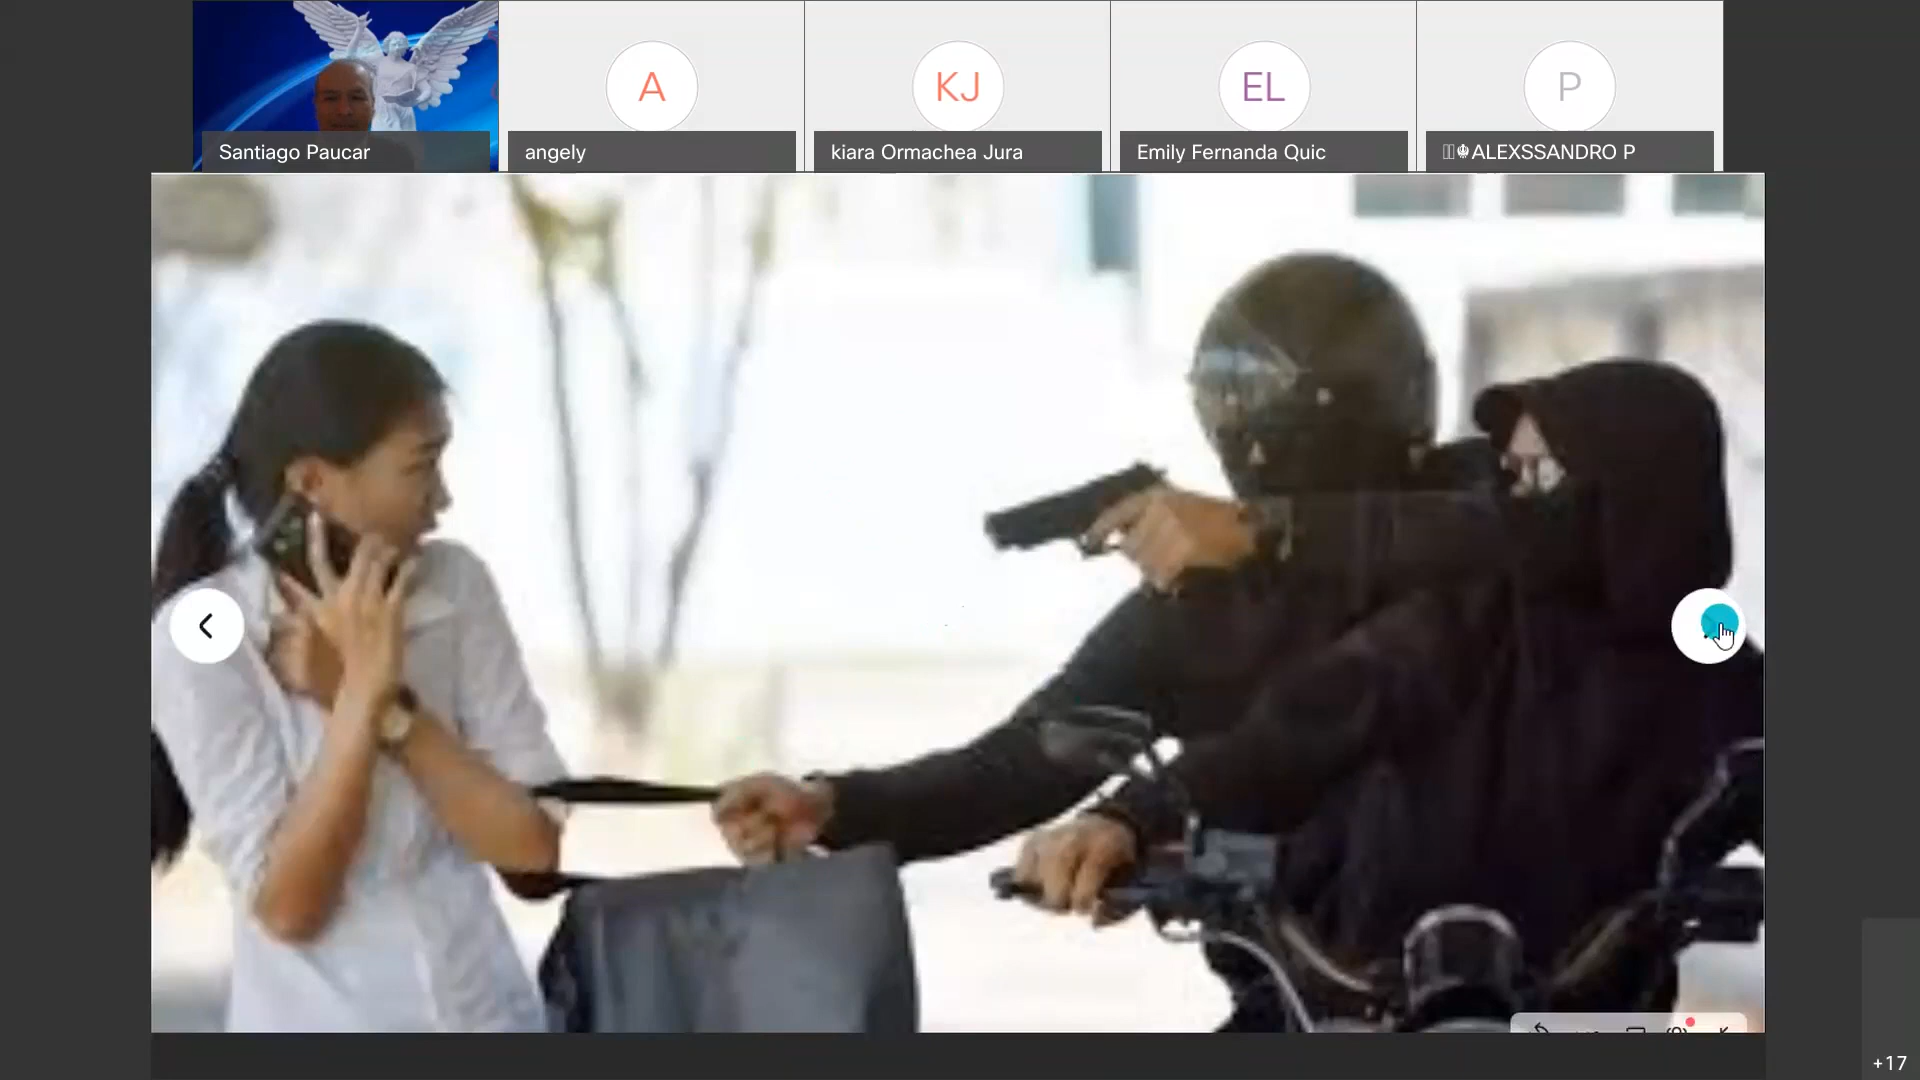 Santiago Paucar
A
angely
KJ
kiara Ormachea Jura
EL
Emily Fernanda Quic
P
☬ALEXSSANDRO P
+17